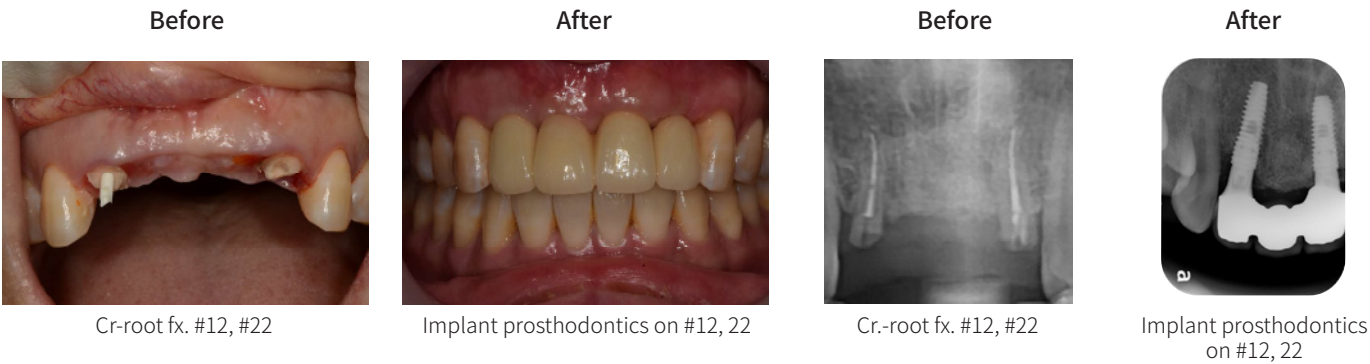 Before
After
Before
After
a
Cr-root fx. #12, #22
Implant prosthodontics on #12, 22
Cr.-root fx. #12, #22
Implant prosthodontics
on #12, 22